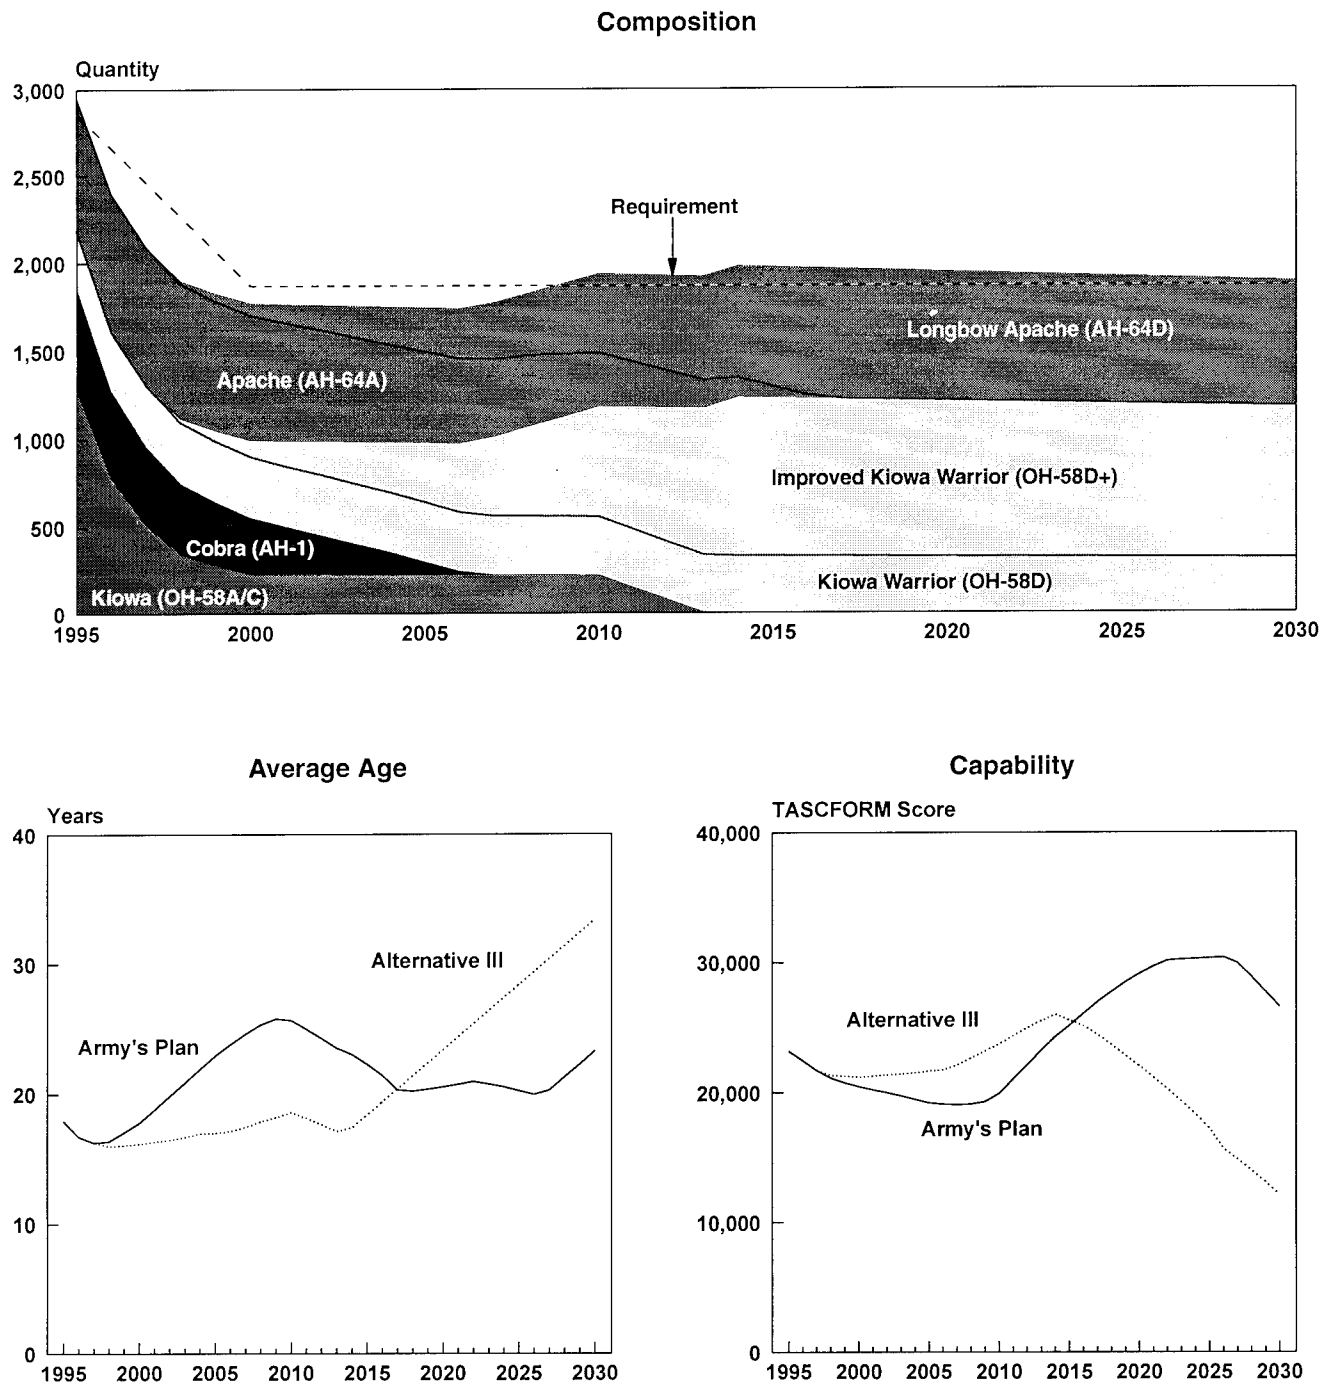 Composition
Quantity
3,000
2,500
2,000
1,500
1,000
500
0
Requirement
Longbow Apache (AH-64D)
Apache (AH-64A)
Improved Kiowa Warrior (OH-58D+)
Cobra (AH-1)
Kiowa Warrior (OH-58D)
Kiowa (OH-58A/C)
1995 2000 2005 2010 2015 2020 2025 2030
Average Age
Years
40
30
20
10
0
Alternative III
Army's Plan
1995 2000 2005 2010 2015 2020 2025 2030
Capability
TASCFORM Score
40,000
30,000
20,000
10,000
0
Alternative III
Army's Plan
1995 2000 2005 2010 2015 2020 2025 2030